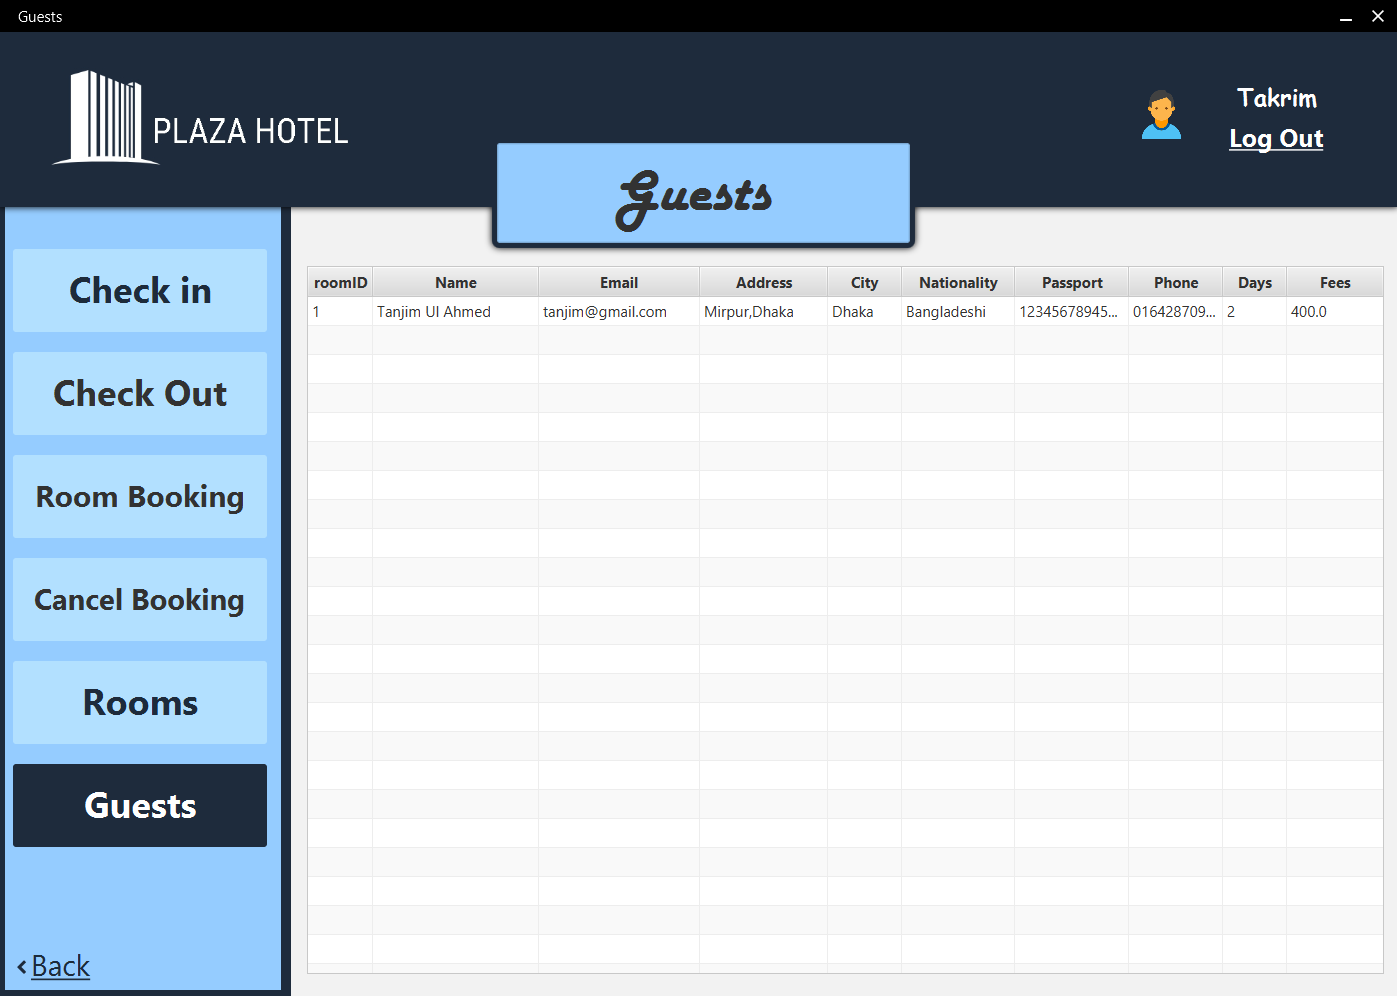 Guests
PLAZA HOTEL
Takrim
Log Out
Guests
Check in
Check Out
Room Booking
Cancel Booking
Rooms
Guests
Back
roomID Name Email Address City Nationality Passport Phone Days Fees
1 Tanjim Ul Ahmed tanjim@gmail.com Mirpur,Dhaka Dhaka Bangladeshi 12345678945... 016428709... 2 400.0